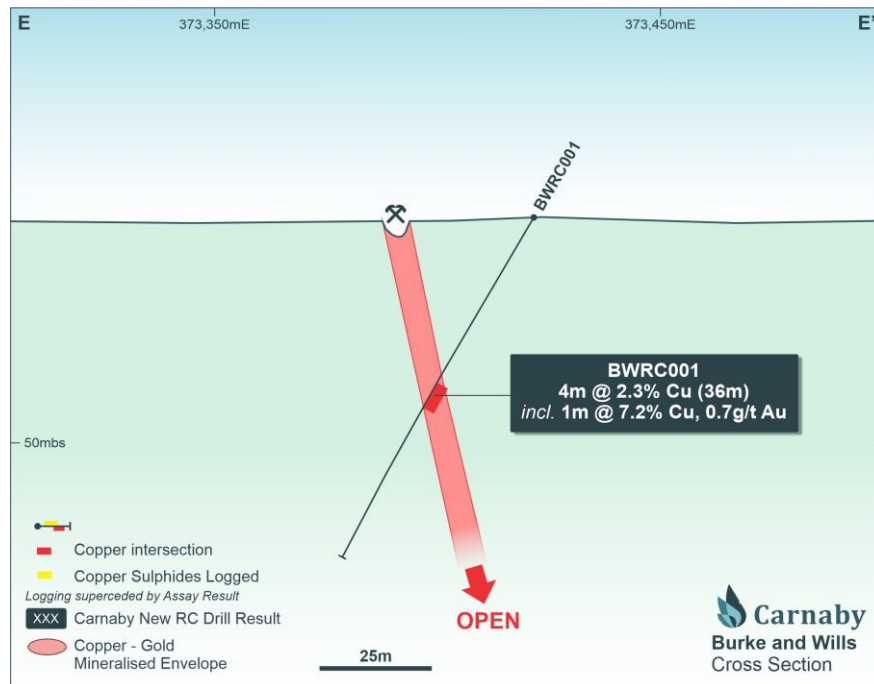 E
373,350mE
373,450mE
E'
BWRC001
BWRC001
4m @ 2.3% Cu (36m)
incl. 1m @ 7.2% Cu, 0.7g/t Au
50mbs
Copper intersection
Copper Sulphides Logged
Logging superceded by Assay Result
XXX Carnaby New RC Drill Result
Copper - Gold
Mineralised Envelope
25m
OPEN
Carnaby
Burke and Wills
Cross Section